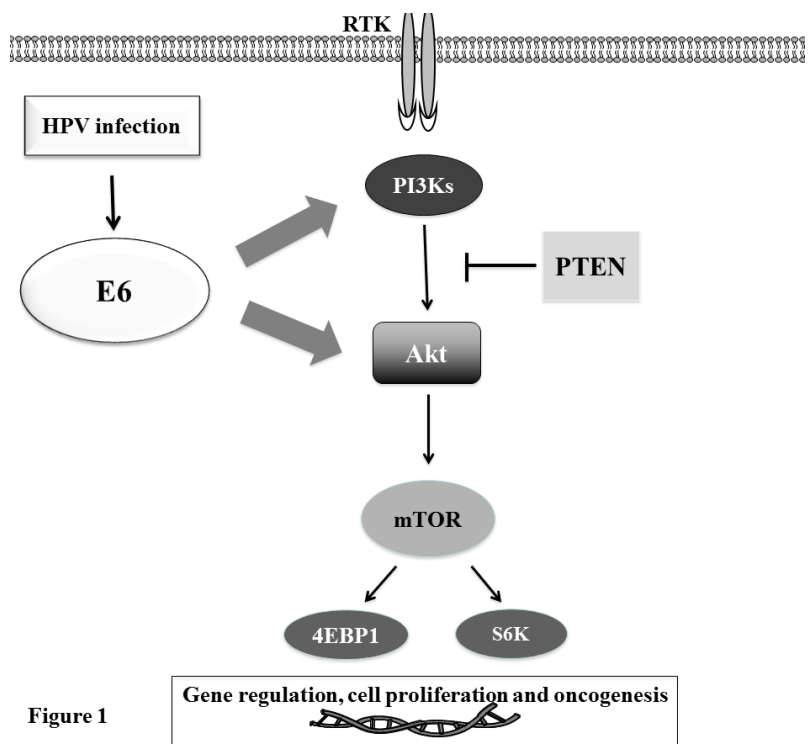 RTK
HPV infection
PI3Ks
E6
PTEN
Akt
mTOR
4EBP1
S6K
Gene regulation, cell proliferation and oncogenesis
Figure 1